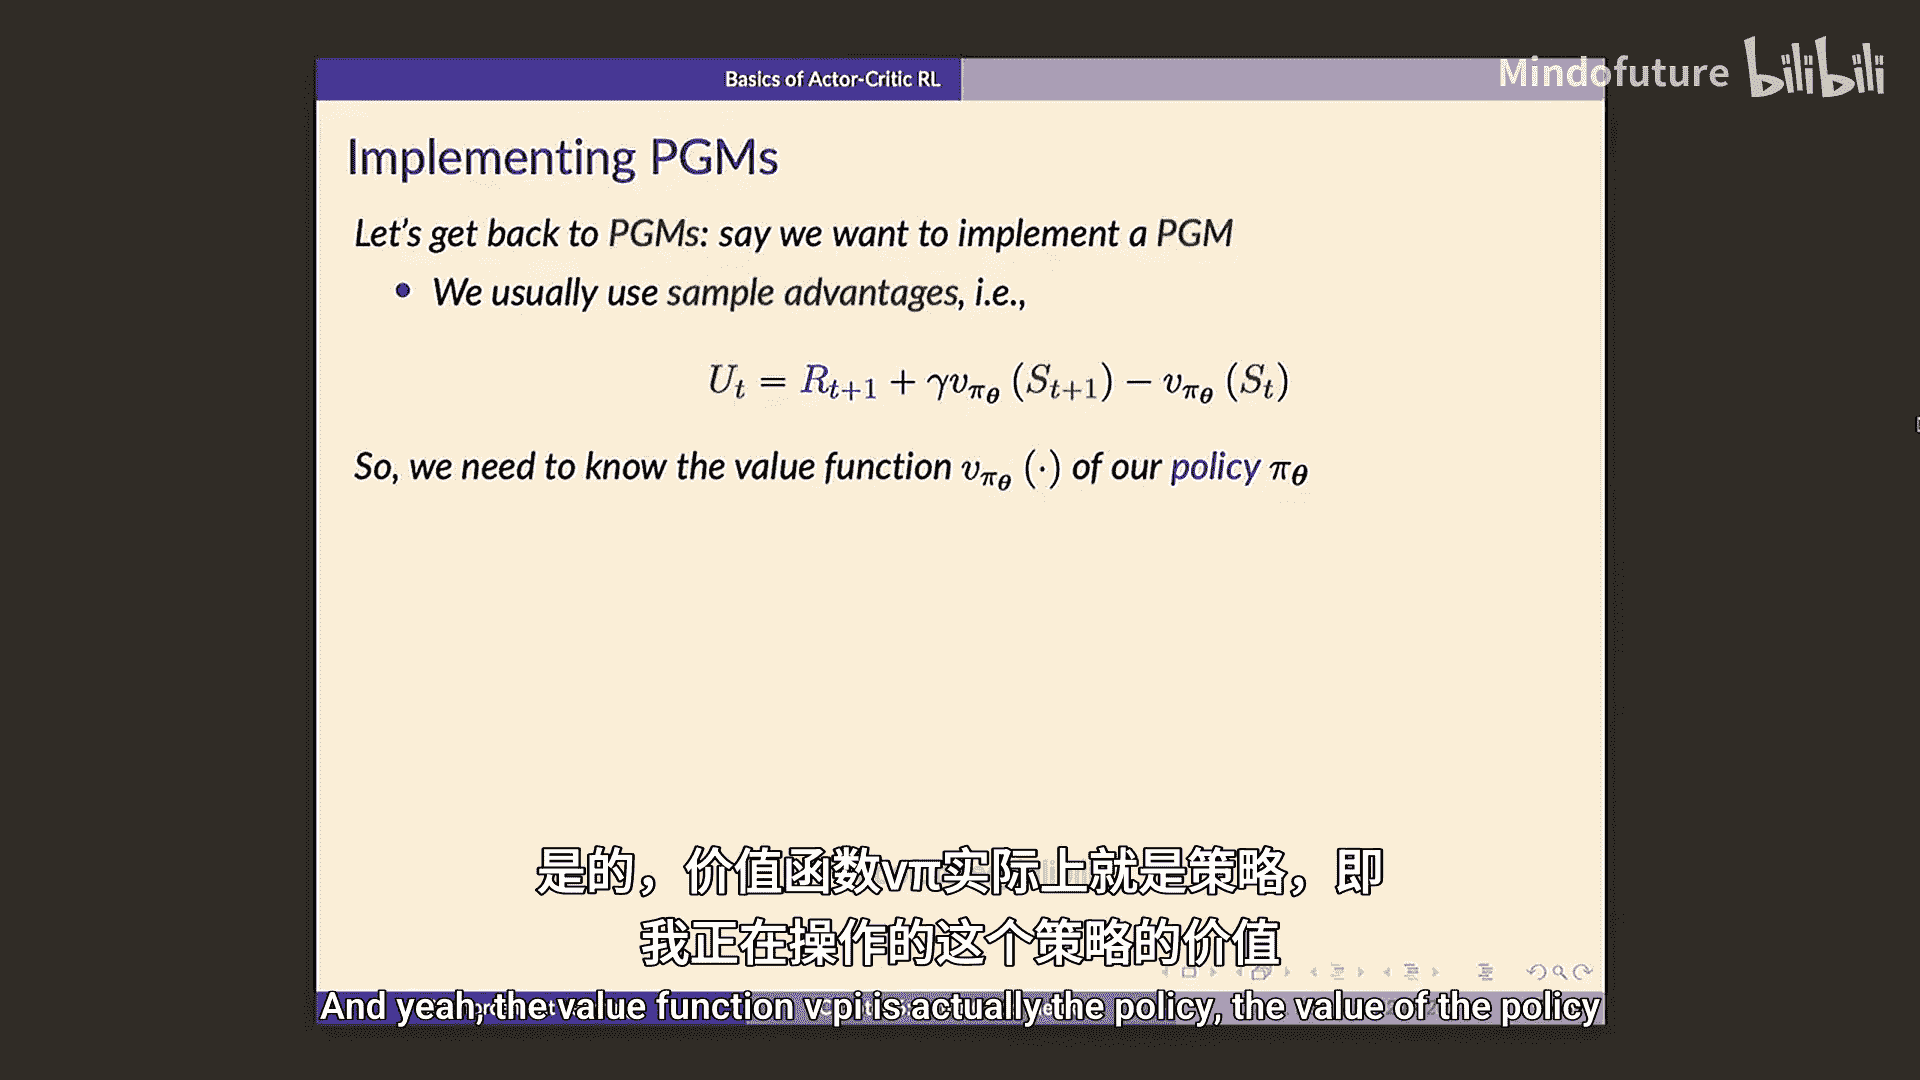 Basics of Actor-Critic RL
Mindofuture bilibili
Implementing PGMs
Let's get back to PGMs: say we want to implement a PGM
• We usually use sample advantages, i.e.,
U_t = R_{t+1} + γv_{π_θ} (S_{t+1}) − v_{π_θ} (S_t)
So, we need to know the value function v_{π_θ} (·) of our policy π_θ
是的，价值函数vπ实际上就是策略，即
我正在操作的这个策略的价值
And yeah, the value function v pi is actually the policy, the value of the policy